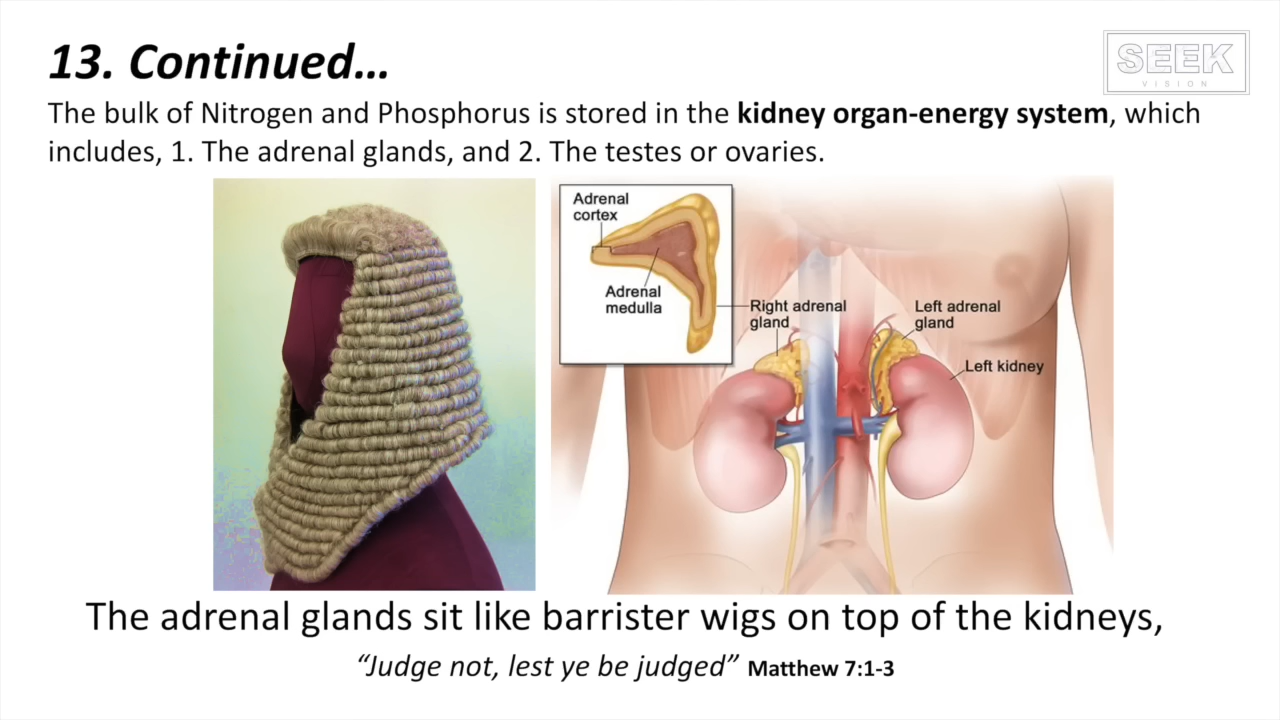 13. Continued...
SEEK
VISION
The bulk of Nitrogen and Phosphorus is stored in the kidney organ-energy system, which
includes, 1. The adrenal glands, and 2. The testes or ovaries.
Adrenal
cortex
Adrenal
medulla
Right adrenal
gland
Left adrenal
gland
Left kidney
The adrenal glands sit like barrister wigs on top of the kidneys,
“Judge not, lest ye be judged” Matthew 7:1-3